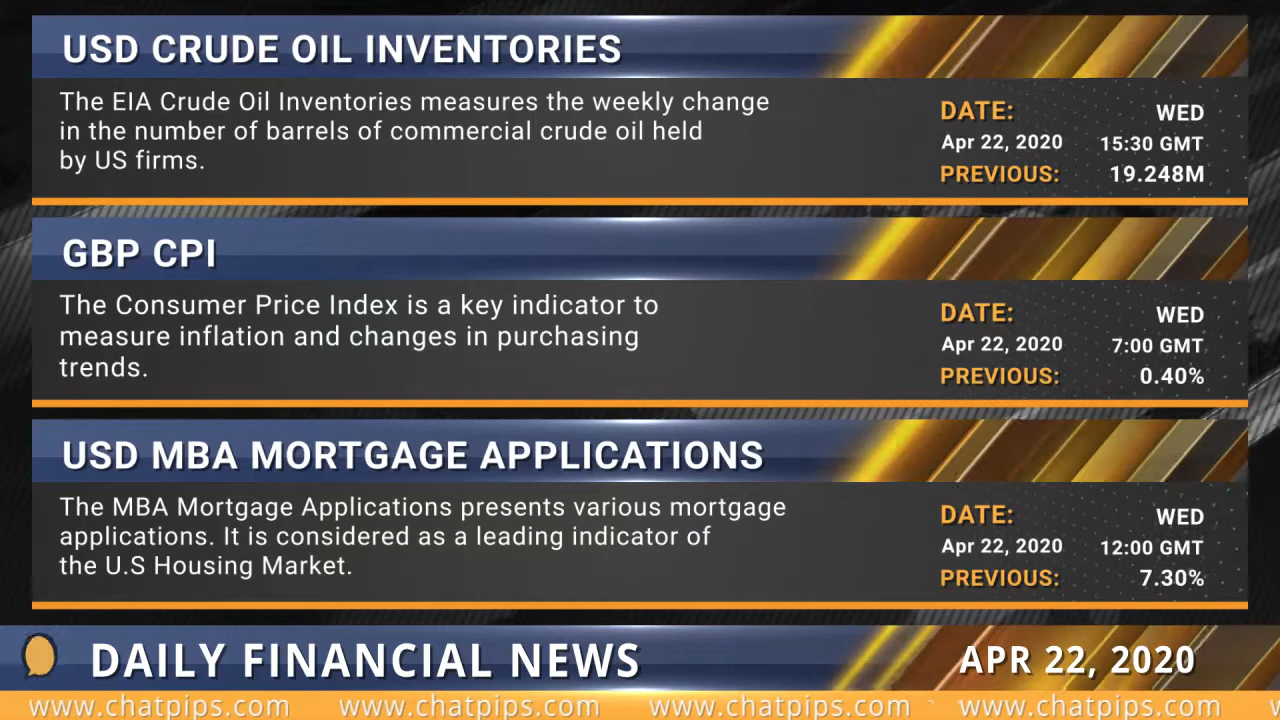 USD CRUDE OIL INVENTORIES
The EIA Crude Oil Inventories measures the weekly change
in the number of barrels of commercial crude oil held
by US firms.
DATE: WED
Apr 22, 2020 15:30 GMT
PREVIOUS: 19.248M
GBP CPI
The Consumer Price Index is a key indicator to
measure inflation and changes in purchasing
trends.
DATE: WED
Apr 22, 2020 7:00 GMT
PREVIOUS: 0.40%
USD MBA MORTGAGE APPLICATIONS
The MBA Mortgage Applications presents various mortgage
applications. It is considered as a leading indicator of
the U.S Housing Market.
DATE: WED
Apr 22, 2020 12:00 GMT
PREVIOUS: 7.30%
DAILY FINANCIAL NEWS APR 22, 2020
www.chatpips.com www.chatpips.com www.chatpips.com www.chatpips.com